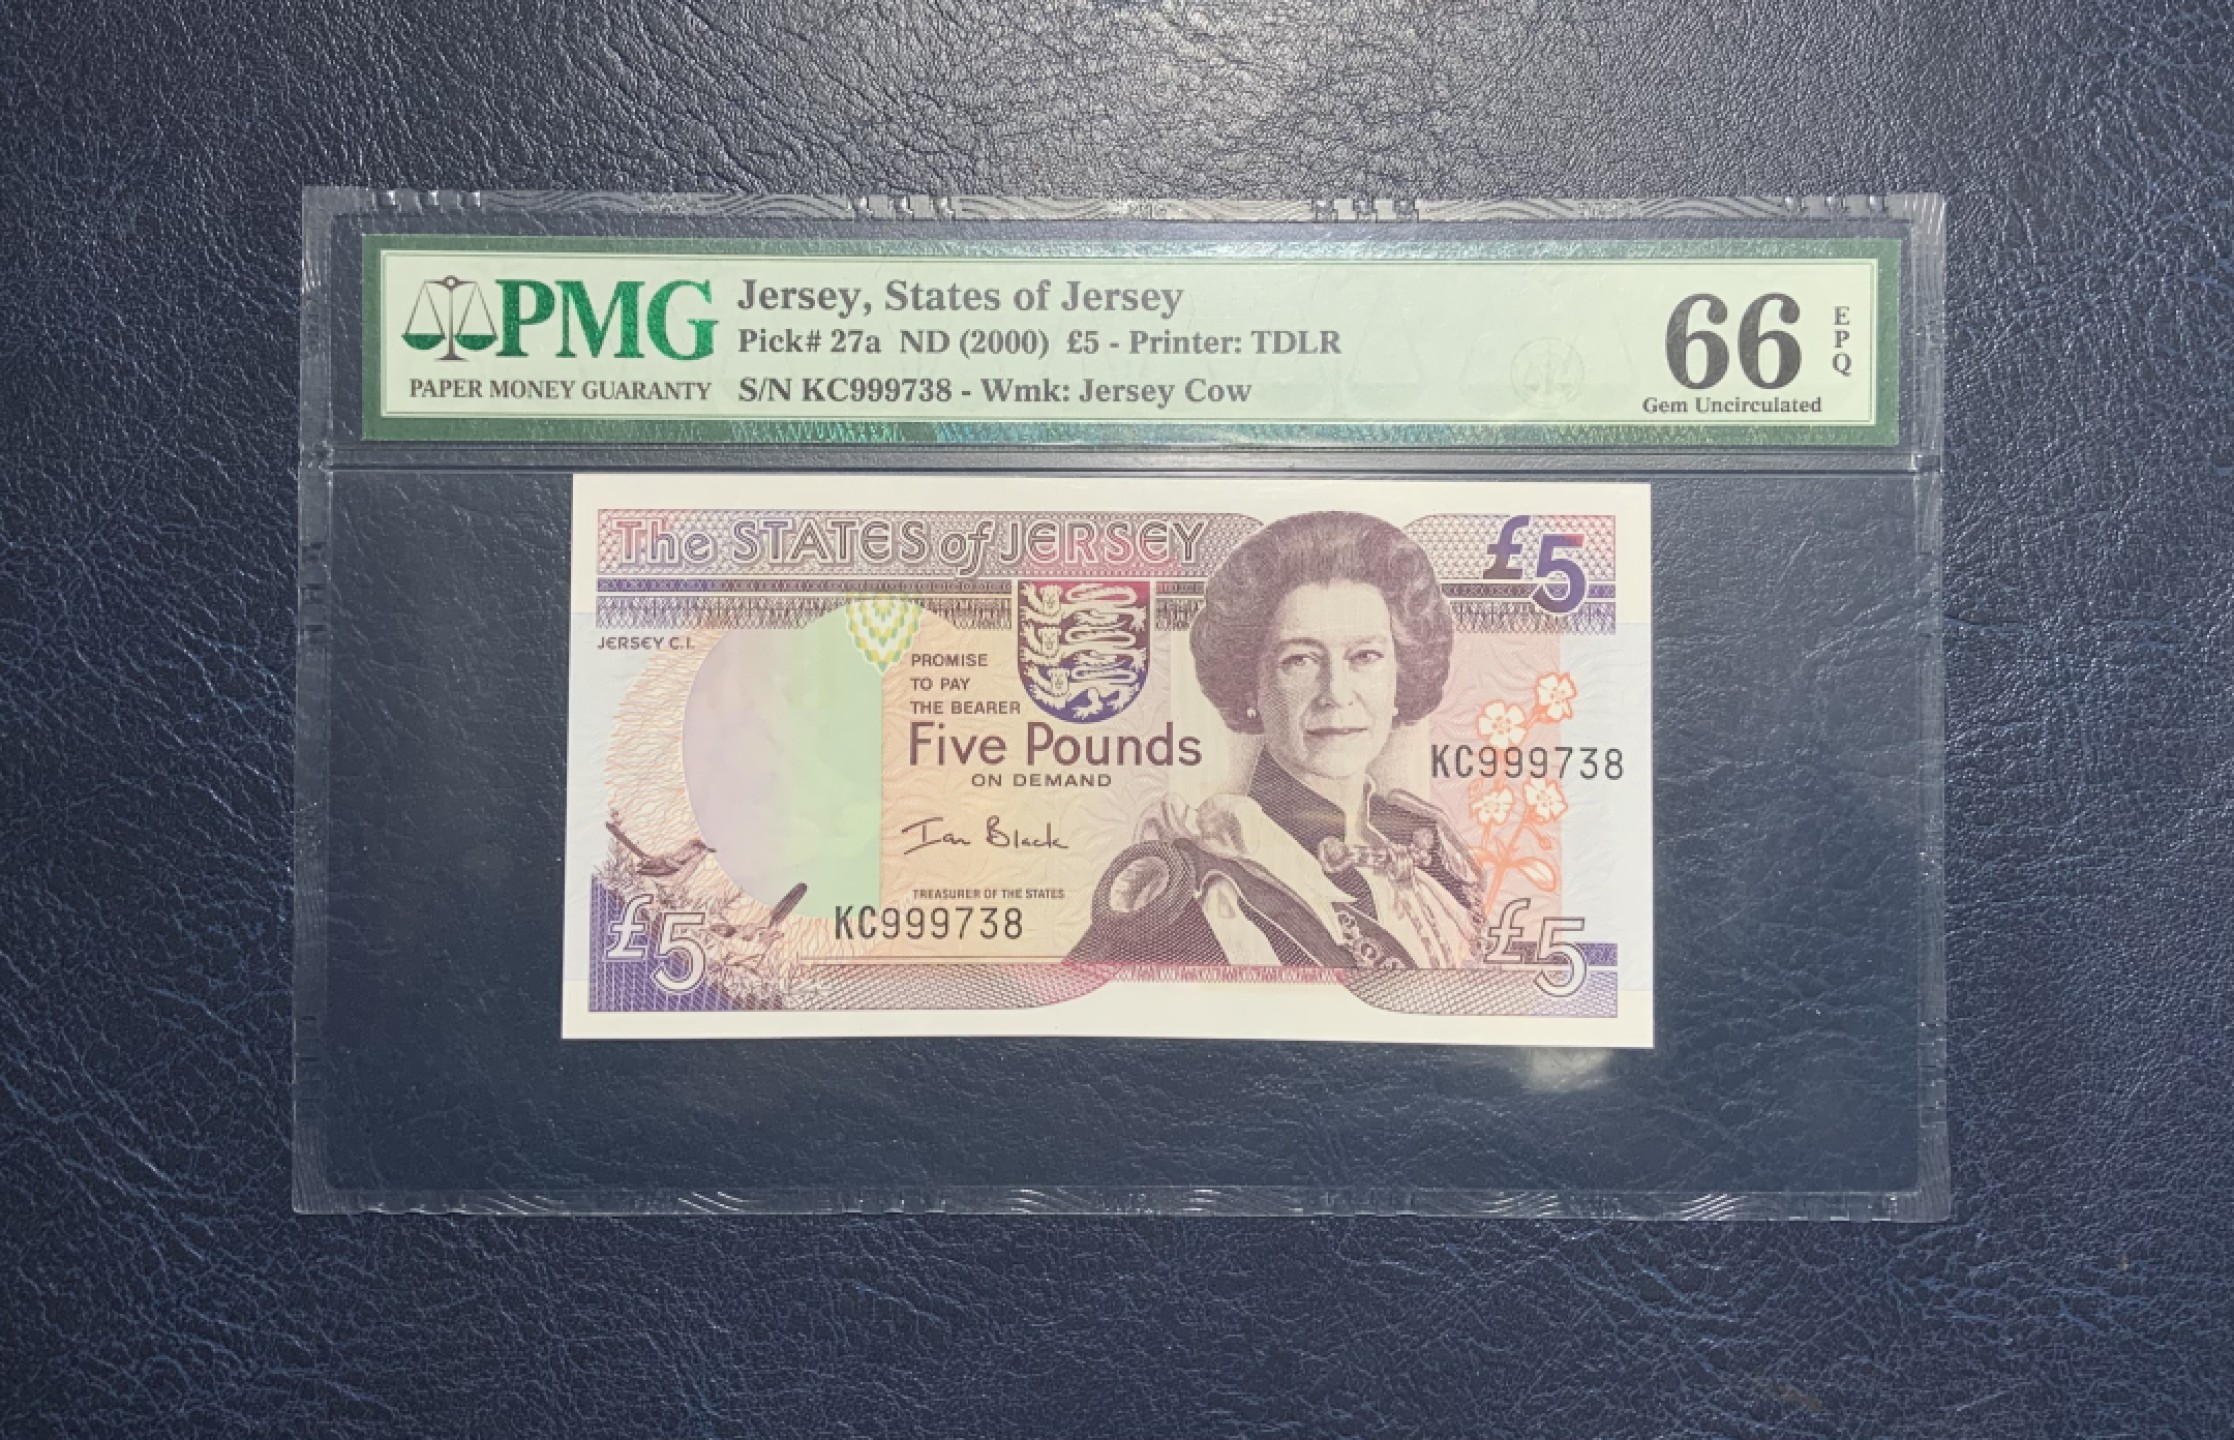 PMG
PAPER MONEY GUARANTY
Jersey, States of Jersey
Pick# 27a ND (2000) £5 - Printer: TDLR
S/N KC999738 - Wmk: Jersey Cow
66
EPQ
Gem Uncirculated
The STATES of JERSEY
£5
JERSEY C.I.
PROMISE
TO PAY
THE BEARER
Five Pounds
ON DEMAND
KC999738
Ian Black
TREASURER OF THE STATES
KC999738
£5
£5